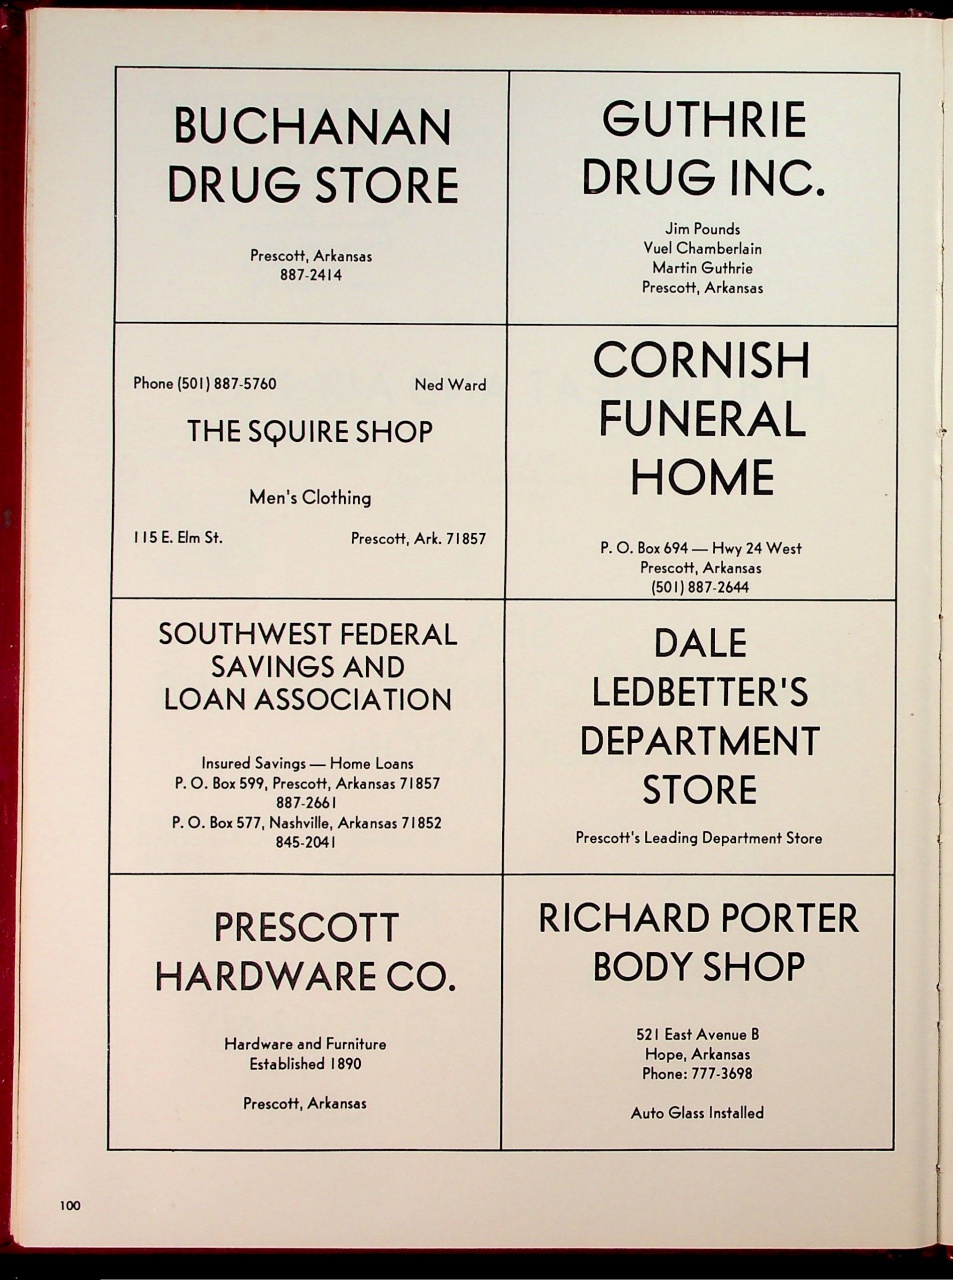 BUCHANAN
DRUG STORE
Prescott, Arkansas
887-2414
GUTHRIE
DRUG INC.
Jim Pounds
Vuel Chamberlain
Martin Guthrie
Prescott, Arkansas
Phone (501) 887-5760 Ned Ward
THE SQUIRE SHOP
Men's Clothing
115 E. Elm St. Prescott, Ark. 71857
CORNISH
FUNERAL
HOME
P. O. Box 694 — Hwy 24 West
Prescott, Arkansas
(501) 887-2644
SOUTHWEST FEDERAL
SAVINGS AND
LOAN ASSOCIATION
Insured Savings — Home Loans
P. O. Box 599, Prescott, Arkansas 71857
887-2661
P. O. Box 577, Nashville, Arkansas 71852
845-2041
DALE
LEDBETTER'S
DEPARTMENT
STORE
Prescott's Leading Department Store
PRESCOTT
HARDWARE CO.
Hardware and Furniture
Established 1890
Prescott, Arkansas
RICHARD PORTER
BODY SHOP
521 East Avenue B
Hope, Arkansas
Phone: 777-3698
Auto Glass Installed
100